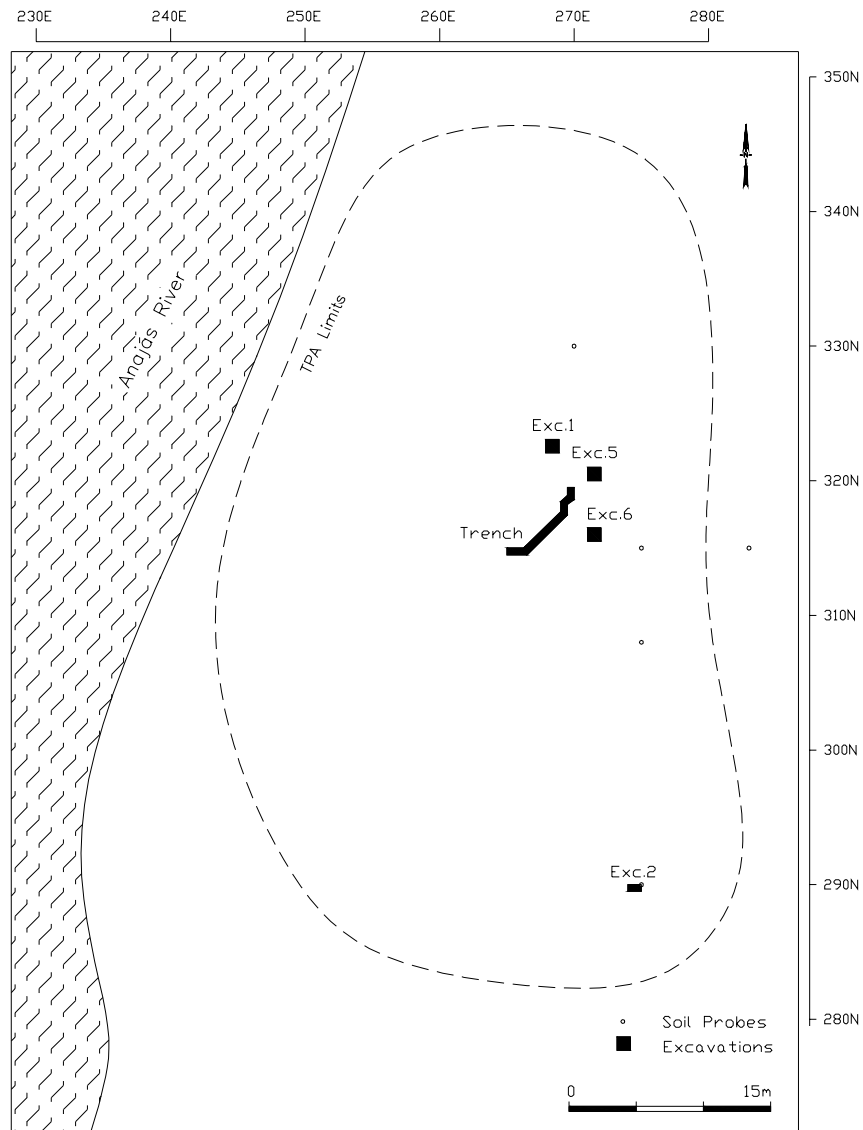 230E 240E 250E 260E 270E 280E
350N
N
340N
Anajás River
TPA Limits
330N
Exc.1
Exc.5
320N
Exc.6
Trench
310N
300N
Exc.2
290N
Soil Probes
280N
Excavations
0 15m